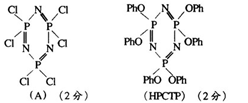 Cl Cl PhO OPh
P N P P N P
Cl Cl PhO OPh
N N N N
P P
Cl Cl PhO OPh
(A) (2分) (HPCTP) (2分)